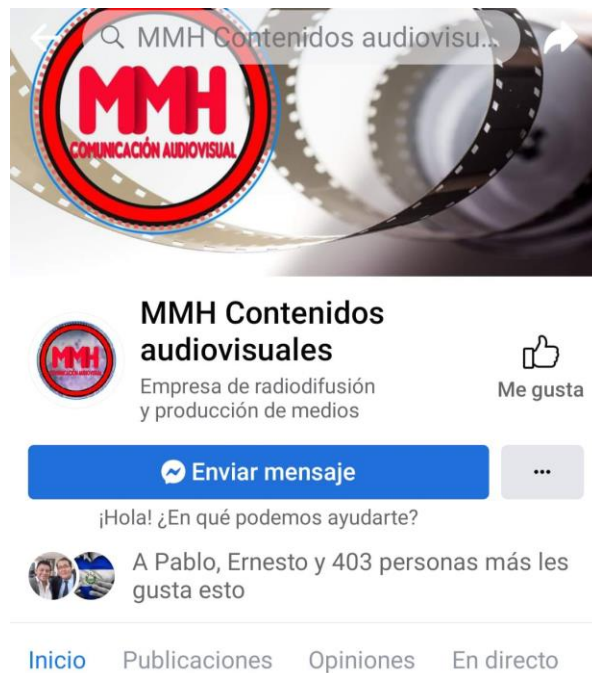 MMH Contenidos audiovisu...
MMH
COMUNICACIÓN AUDIOVISUAL
MMH Contenidos
audiovisuales
MMH
Empresa de radiodifusión
y producción de medios
Me gusta
Enviar mensaje
...
¡Hola! ¿En qué podemos ayudarte?
A Pablo, Ernesto y 403 personas más les
gusta esto
Inicio Publicaciones Opiniones En directo